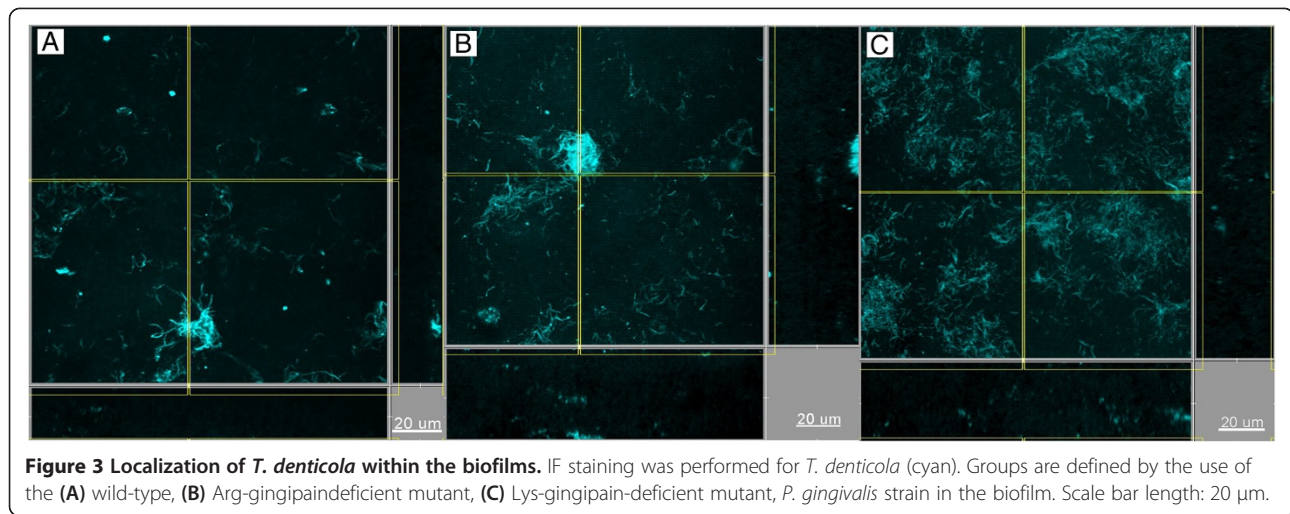 A
B
C
20 um
20 um
20 um
Figure 3 Localization of T. denticola within the biofilms. IF staining was performed for T. denticola (cyan). Groups are defined by the use of
the (A) wild-type, (B) Arg-gingipaindeficient mutant, (C) Lys-gingipain-deficient mutant, P. gingivalis strain in the biofilm. Scale bar length: 20 μm.